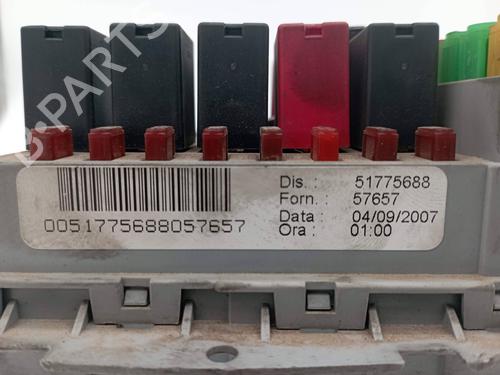 B-PARTS
Dis. : 51775688
Forn. : 57657
Data : 04/09/2007
Ora : 01:00
0051775688057657